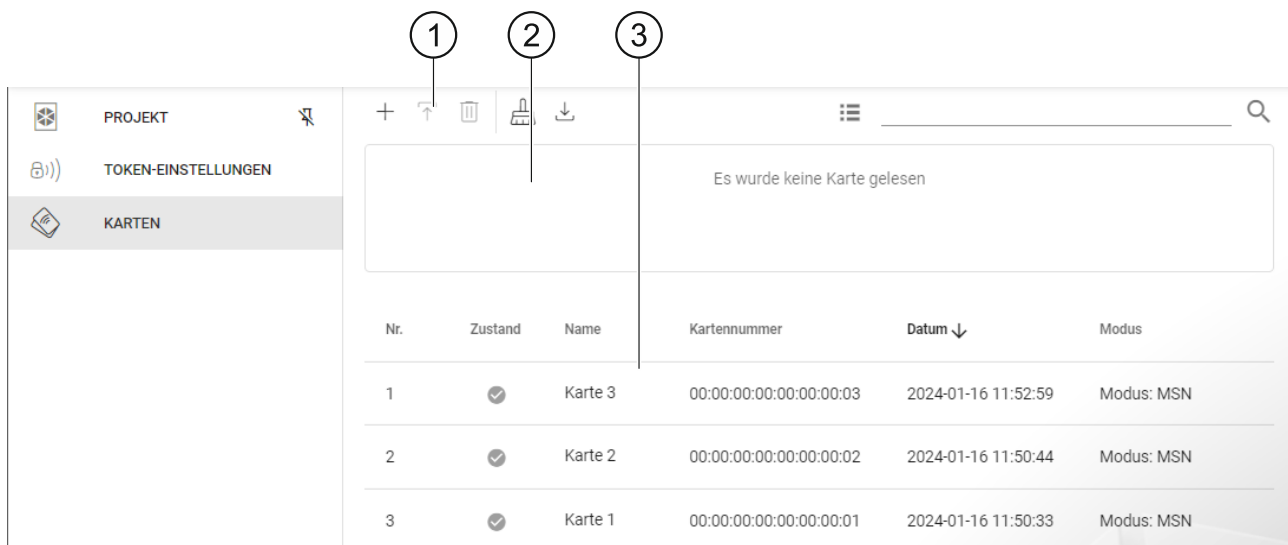 1 2 3
PROJEKT
TOKEN-EINSTELLUNGEN
KARTEN
Es wurde keine Karte gelesen
Nr. Zustand Name Kartennummer Datum Modus
1 Karte 3 00:00:00:00:00:00:00:03 2024-01-16 11:52:59 Modus: MSN
2 Karte 2 00:00:00:00:00:00:00:02 2024-01-16 11:50:44 Modus: MSN
3 Karte 1 00:00:00:00:00:00:00:01 2024-01-16 11:50:33 Modus: MSN